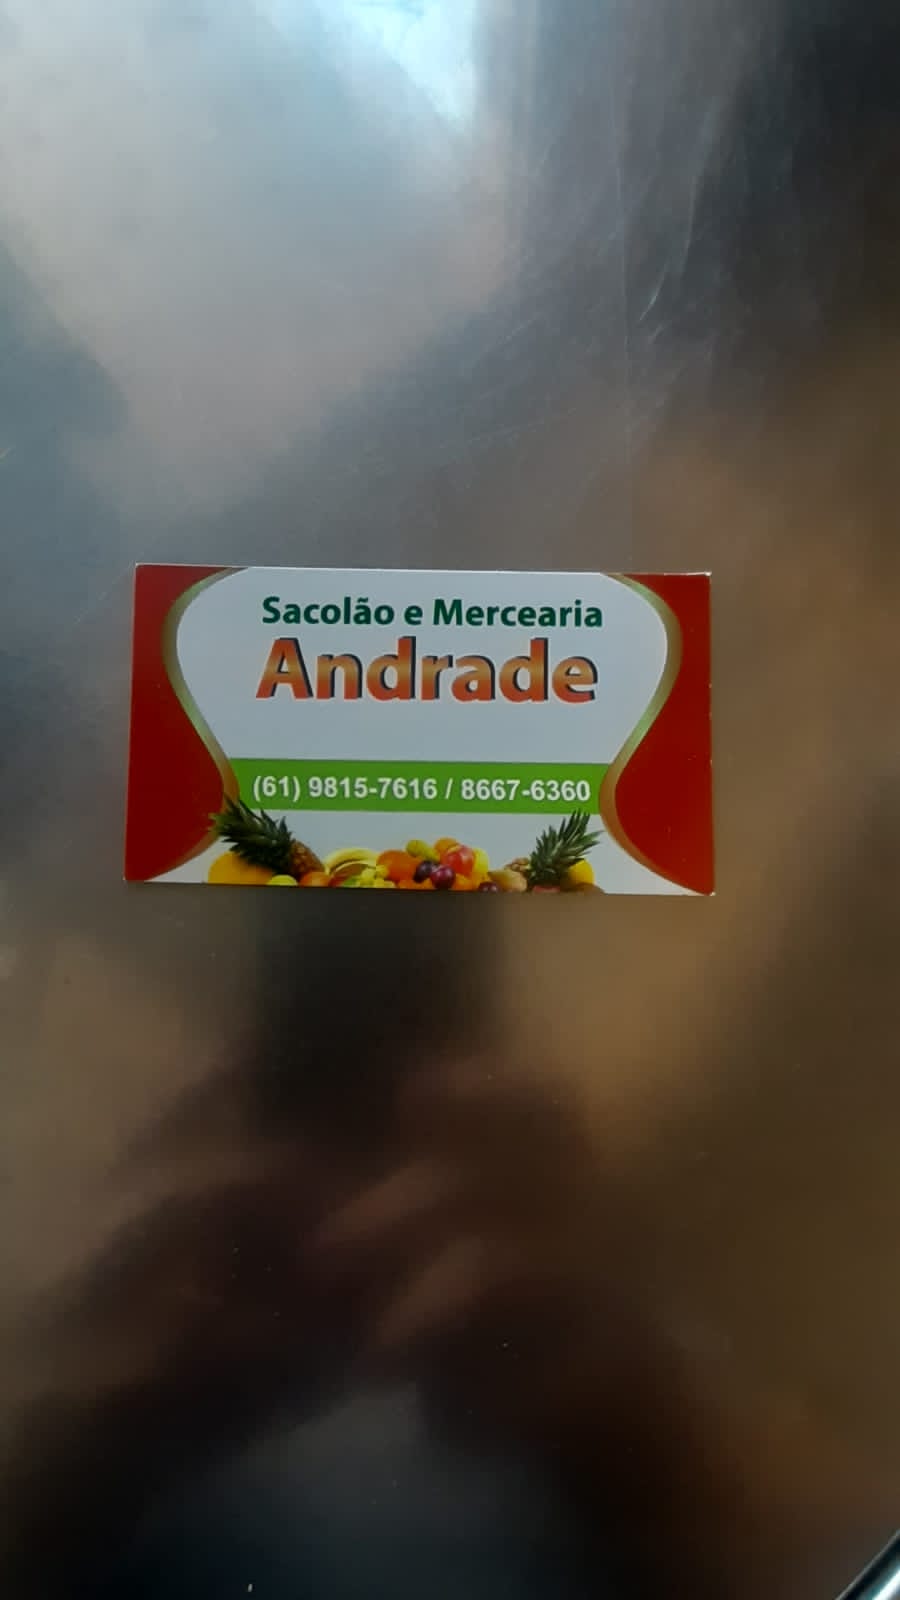 Sacolão e Mercearia
Andrade
(61) 9815-7616 / 8667-6360